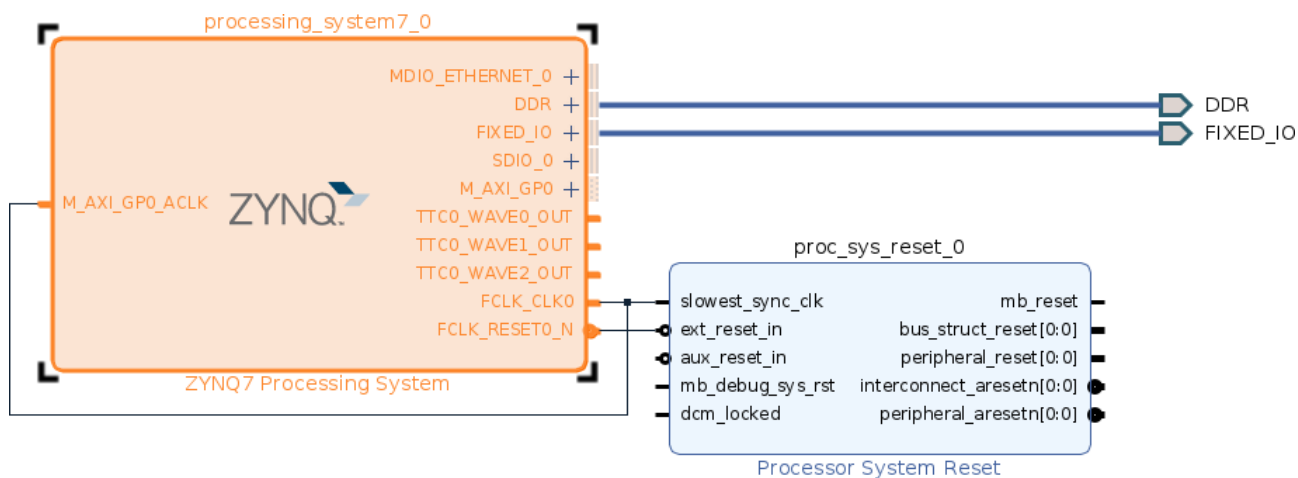 processing_system7_0
MDIO_ETHERNET_0
DDR
FIXED_IO
SDIO_0
M_AXI_GP0
M_AXI_GP0_ACLK
ZYNQ
TTC0_WAVE0_OUT
TTC0_WAVE1_OUT
TTC0_WAVE2_OUT
FCLK_CLK0
FCLK_RESET0_N
ZYNQ7 Processing System
DDR
FIXED_IO
proc_sys_reset_0
slowest_sync_clk
ext_reset_in
aux_reset_in
mb_debug_sys_rst
dcm_locked
mb_reset
bus_struct_reset[0:0]
peripheral_reset[0:0]
interconnect_aresetn[0:0]
peripheral_aresetn[0:0]
Processor System Reset